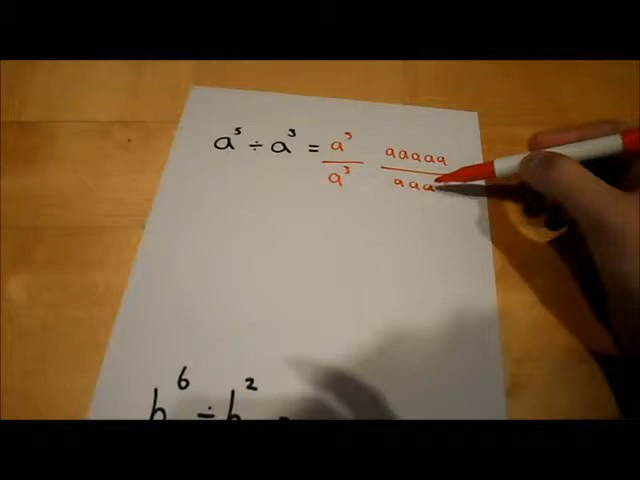 a⁵ ÷ a³ = a⁵/a³ aaaaa/aaa
b⁶ ÷ b² =